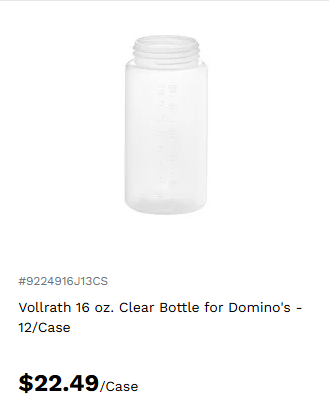 #9224916J13CS
Vollrath 16 oz. Clear Bottle for Domino's -
12/Case
$22.49/Case